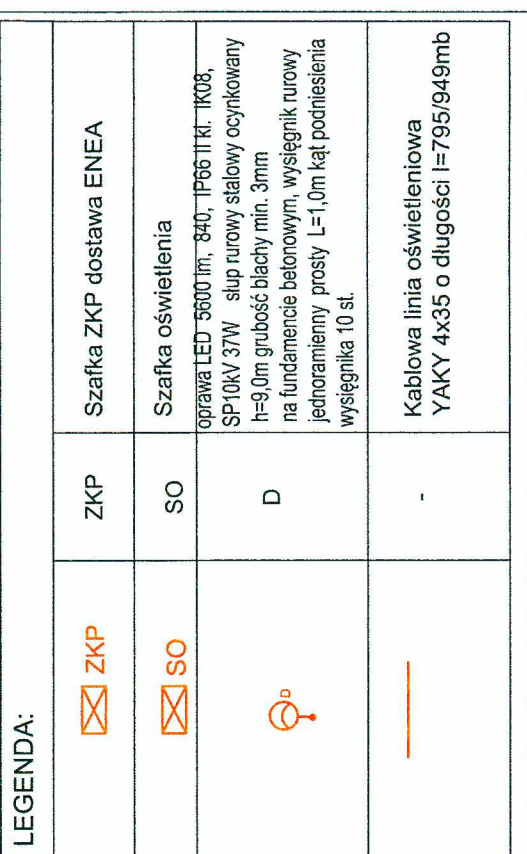 LEGENDA:
ZKP ZKP Szafka ZKP dostawa ENEA
SO SO Szafka oświetlenia
D D oprawa LED 5600 lm, 840, IP66 II kl. IK08,
SP10kV 37W słup rurowy stalowy ocynkowany
h=9,0m grubość blachy min. 3mm
na fundamencie betonowym, wysięgnik rurowy
jednoramienny prosty L=1,0m kąt podniesienia
wysięgnika 10 st.
- Kablowa linia oświetleniowa
YAKY 4x35 o długości l=795/949mb